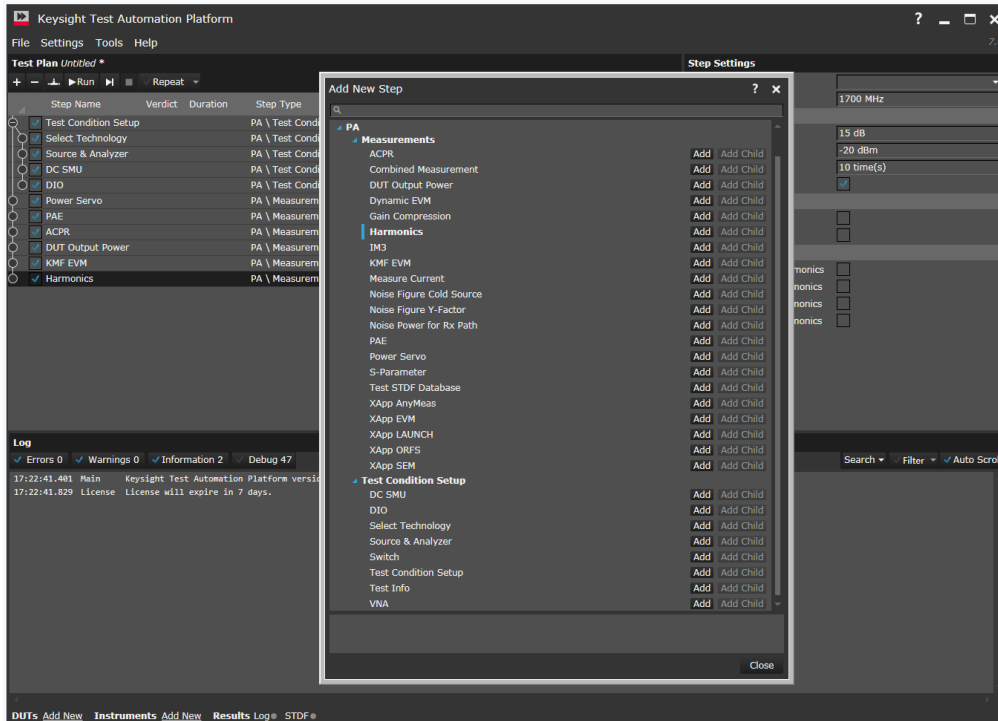 Keysight Test Automation Platform
?
File Settings Tools Help
7.
Test Plan Untitled *
Step Settings
Run Repeat
Step Name Verdict Duration Step Type
Test Condition Setup PA \ Test Condi
Select Technology PA \ Test Condi
Source & Analyzer PA \ Test Condi
DC SMU PA \ Test Condi
DIO PA \ Test Condi
Power Servo PA \ Measurem
PAE PA \ Measurem
ACPR PA \ Measurem
DUT Output Power PA \ Measurem
KMF EVM PA \ Measurem
Harmonics PA \ Measurem
Add New Step ?
PA
Measurements
ACPR Add Add Child
Combined Measurement Add Add Child
DUT Output Power Add Add Child
Dynamic EVM Add Add Child
Gain Compression Add Add Child
Harmonics Add Add Child
IM3 Add Add Child
KMF EVM Add Add Child
Measure Current Add Add Child
Noise Figure Cold Source Add Add Child
Noise Figure Y-Factor Add Add Child
Noise Power for Rx Path Add Add Child
PAE Add Add Child
Power Servo Add Add Child
S-Parameter Add Add Child
Test STDF Database Add Add Child
XApp AnyMeas Add Add Child
XApp EVM Add Add Child
XApp LAUNCH Add Add Child
XApp ORFS Add Add Child
XApp SEM Add Add Child
Test Condition Setup
DC SMU Add Add Child
DIO Add Add Child
Select Technology Add Add Child
Source & Analyzer Add Add Child
Switch Add Add Child
Test Condition Setup Add Add Child
Test Info Add Add Child
VNA Add Add Child
Close
1700 MHz
15 dB
-20 dBm
10 time(s)
monics
monics
monics
monics
Log
Errors 0 Warnings 0 Information 2 Debug 47
Search Filter Auto Scrol
17:22:41.401 Main Keysight Test Automation Platform versio
17:22:41.829 License License will expire in 7 days.
DUTs Add New Instruments Add New Results Log STDF